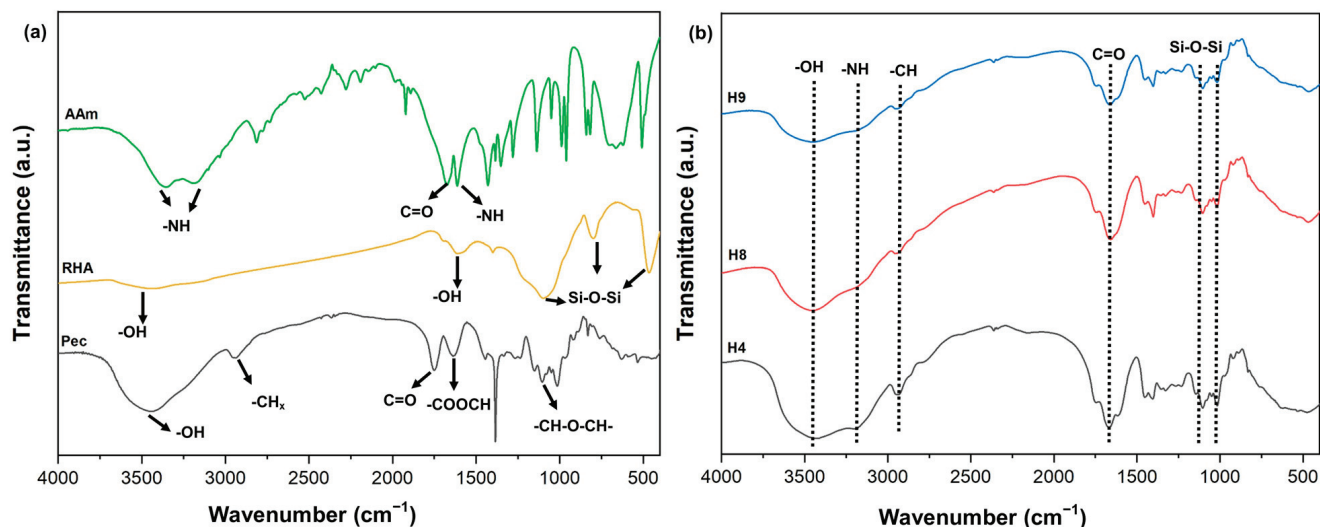 (a)
Transmittance (a.u.)
AAm
-NH
C=O
-NH
RHA
-OH
-OH
Si-O-Si
Pec
-OH
-CHₓ
C=O
-COOCH
-CH-O-CH-
4000 3500 3000 2500 2000 1500 1000 500
Wavenumber (cm⁻¹)
(b)
Transmittance (a.u.)
-OH
-NH
-CH
C=O
Si-O-Si
H9
H8
H4
4000 3500 3000 2500 2000 1500 1000 500
Wavenumber (cm⁻¹)